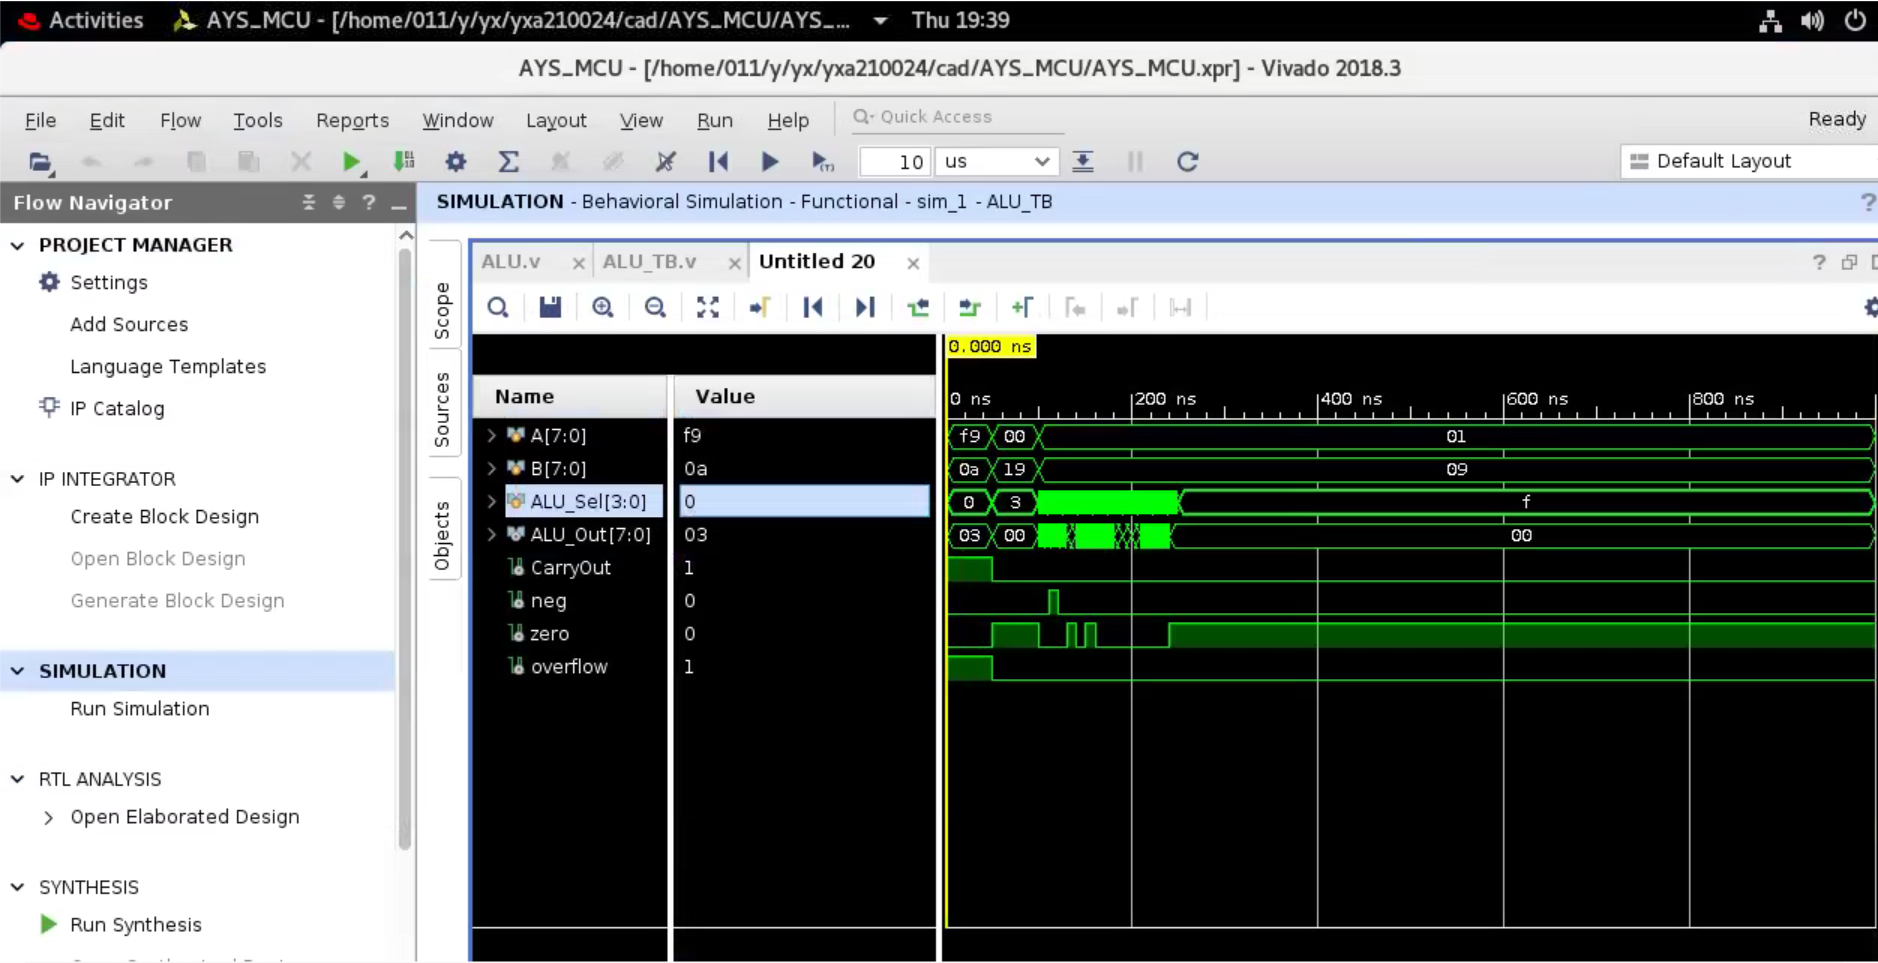 Activities AYS_MCU - [/home/011/y/yx/yxa210024/cad/AYS_MCU/AYS_... Thu 19:39
AYS_MCU - [/home/011/y/yx/yxa210024/cad/AYS_MCU/AYS_MCU.xpr] - Vivado 2018.3
File Edit Flow Tools Reports Window Layout View Run Help Quick Access Ready
10 us Default Layout
Flow Navigator
SIMULATION - Behavioral Simulation - Functional - sim_1 - ALU_TB
PROJECT MANAGER
Settings
Add Sources
Language Templates
IP Catalog
IP INTEGRATOR
Create Block Design
Open Block Design
Generate Block Design
SIMULATION
Run Simulation
RTL ANALYSIS
Open Elaborated Design
SYNTHESIS
Run Synthesis
Scope
Sources
Objects
ALU.v ALU_TB.v Untitled 20
0.000 ns
Name Value
0 ns 200 ns 400 ns 600 ns 800 ns
A[7:0] f9 f9 00 01
B[7:0] 0a 0a 19 09
ALU_Sel[3:0] 0 0 3 f
ALU_Out[7:0] 03 03 00 00
CarryOut 1
neg 0
zero 0
overflow 1